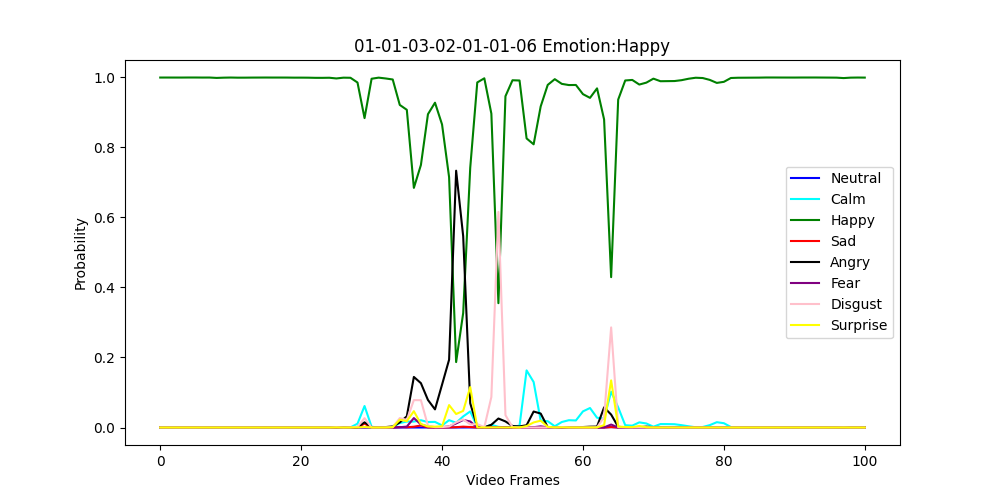 01-01-03-02-01-01-06 Emotion:Happy
Probability
1.0
0.8
0.6
0.4
0.2
0.0
Neutral
Calm
Happy
Sad
Angry
Fear
Disgust
Surprise
0 20 40 60 80 100
Video Frames